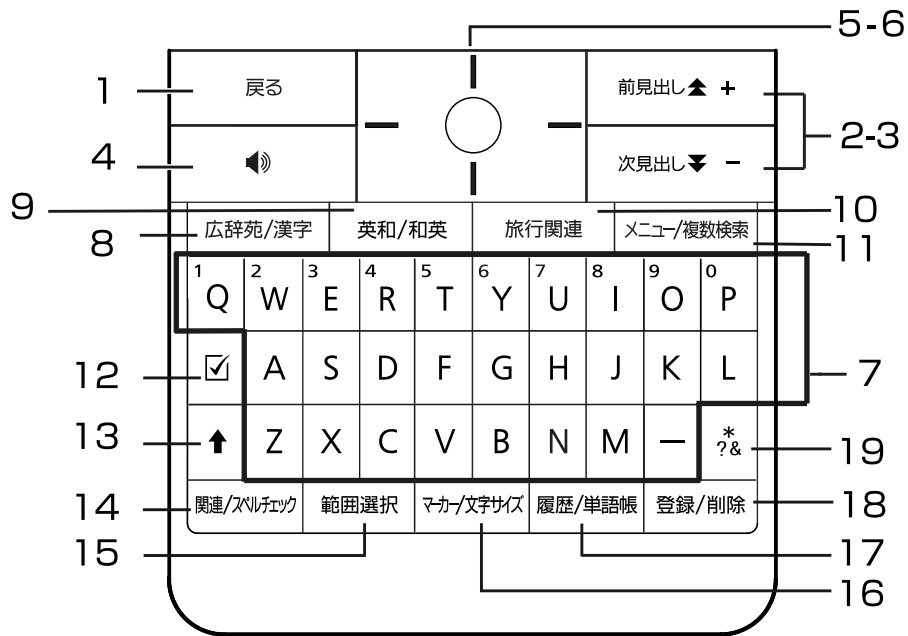 5-6
1 戻る 前見出し +
2-3
4 次見出し −
9 10
8 広辞苑/漢字 英和/和英 旅行関連 メニュー/複数検索 11
1 2 3 4 5 6 7 8 9 0
Q W E R T Y U I O P
12 A S D F G H J K L 7
13 Z X C V B N M — *
?& 19
14 関連/スペルチェック 範囲選択 マーカー/文字サイズ 履歴/単語帳 登録/削除 18
15 17
16